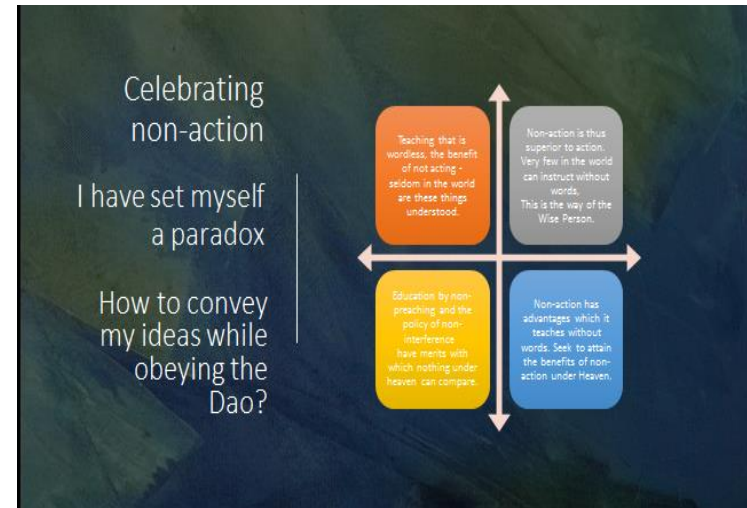 Celebrating
non-action
I have set myself
a paradox
How to convey
my ideas while
obeying the
Dao?
Teaching that is
wordless, the benefit
of not acting -
seldom in the world
are these things
understood.
Non-action is thus
superior to action.
Very few in the world
can instruct without
words,
This is the way of the
Wise Person.
Education by non-
preaching and the
policy of non-
interference
have merits with
which nothing under
heaven can compare.
Non-action has
advantages which it
teaches without
words. Seek to attain
the benefits of non-
action under Heaven.